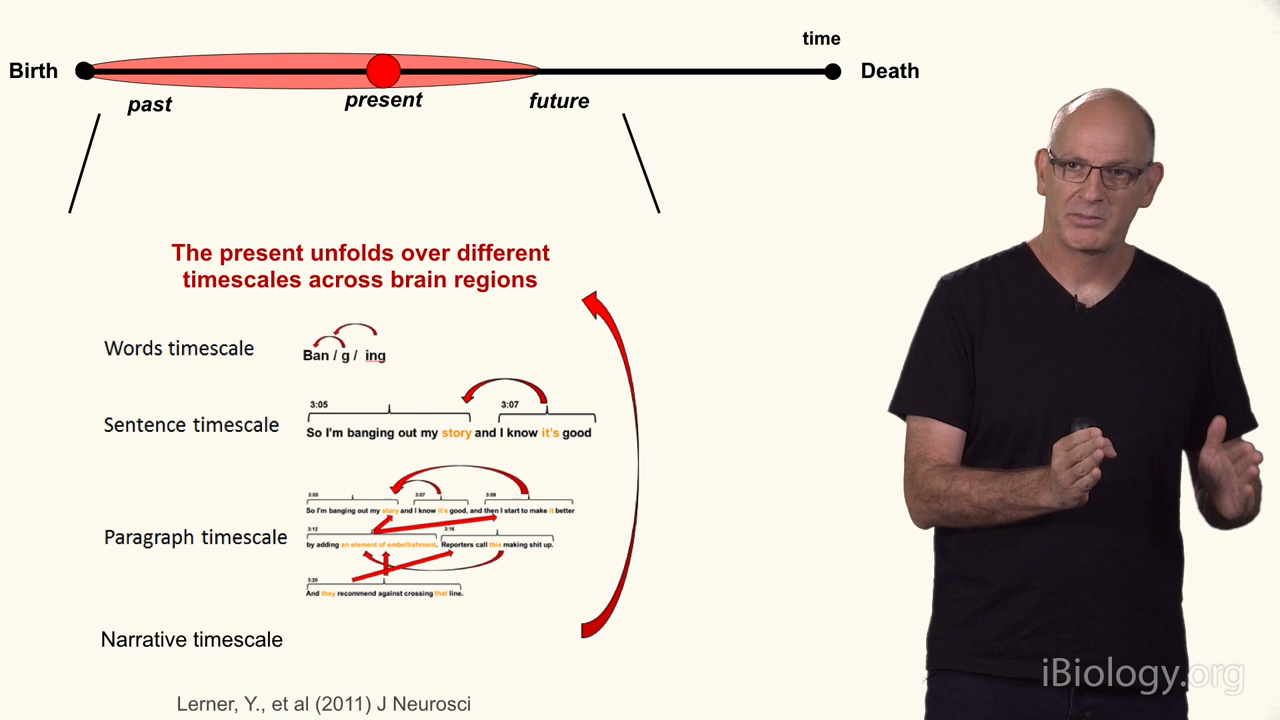 time
Birth
Death
past
present
future
The present unfolds over different
timescales across brain regions
Words timescale
Ban / g / ing
Sentence timescale
3:05
3:07
So I'm banging out my story and I know it's good
Paragraph timescale
3:05
3:07
3:09
So I'm banging out my story and I know it's good, and then I start to make it better
3:12
3:16
by adding an element of embellishment. Reporters call this making shit up.
3:20
And they recommend against crossing that line.
Narrative timescale
Lerner, Y., et al (2011) J Neurosci
iBiology.org